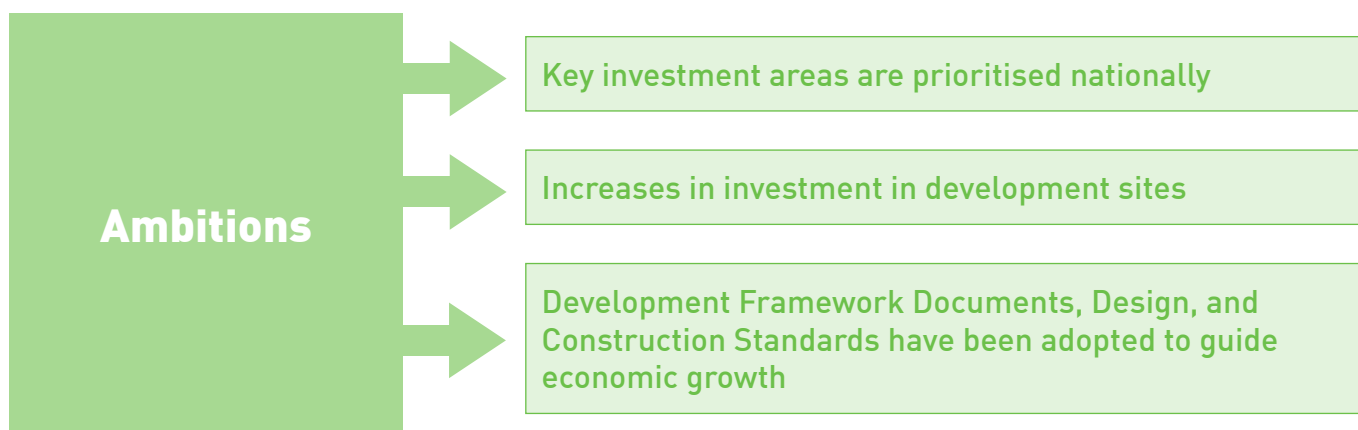 Ambitions
Key investment areas are prioritised nationally
Increases in investment in development sites
Development Framework Documents, Design, and
Construction Standards have been adopted to guide
economic growth